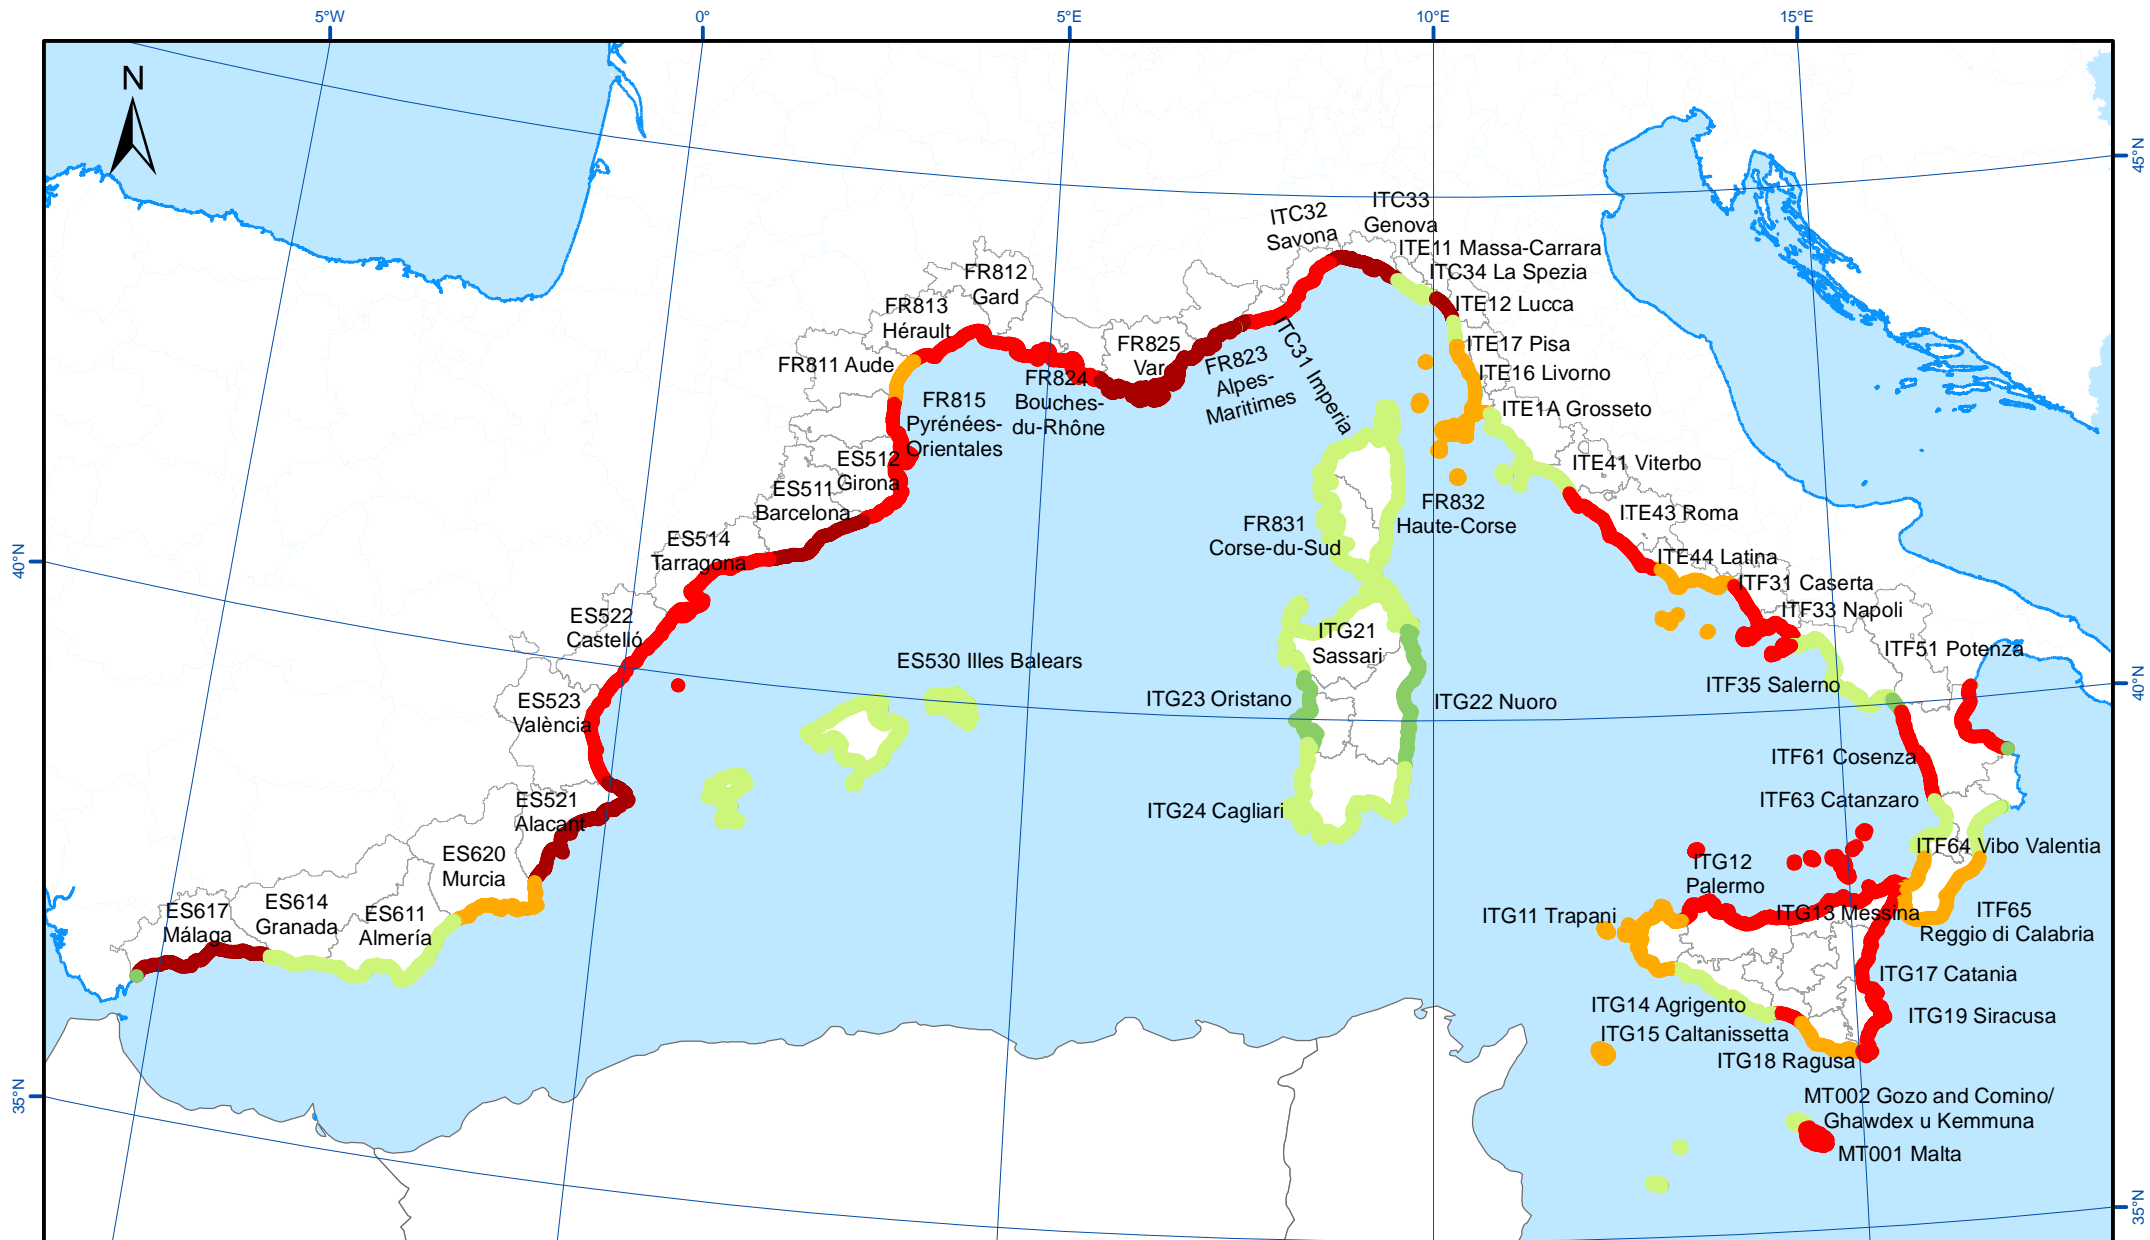 5°W
0°
5°E
10°E
15°E
N
45°N
40°N
40°N
35°N
35°N
ITC32
Savona
ITC33
Genova
ITE11 Massa-Carrara
ITC34 La Spezia
ITE12 Lucca
ITE17 Pisa
ITE16 Livorno
ITE1A Grosseto
ITE41 Viterbo
ITE43 Roma
ITE44 Latina
ITF31 Caserta
ITF33 Napoli
ITF51 Potenza
ITF35 Salerno
ITF61 Cosenza
ITF63 Catanzaro
ITF64 Vibo Valentia
ITF65
Reggio di Calabria
FR812
Gard
FR813
Hérault
FR811 Aude
FR815
Pyrénées-
Orientales
FR824
Bouches-
du-Rhône
FR825
Var
FR823
Alpes-
Maritimes
ITC31 Imperia
FR832
Haute-Corse
FR831
Corse-du-Sud
ES512
Girona
ES511
Barcelona
ES514
Tarragona
ES522
Castelló
ES530 Illes Balears
ES523
València
ES521
Alacant
ES620
Murcia
ES617
Málaga
ES614
Granada
ES611
Almería
ITG21
Sassari
ITG23 Oristano
ITG22 Nuoro
ITG24 Cagliari
ITG12
Palermo
ITG11 Trapani
ITG13 Messina
ITG17 Catania
ITG14 Agrigento
ITG19 Siracusa
ITG15 Caltanissetta
ITG18 Ragusa
MT002 Gozo and Comino/
Ghawdex u Kemmuna
MT001 Malta